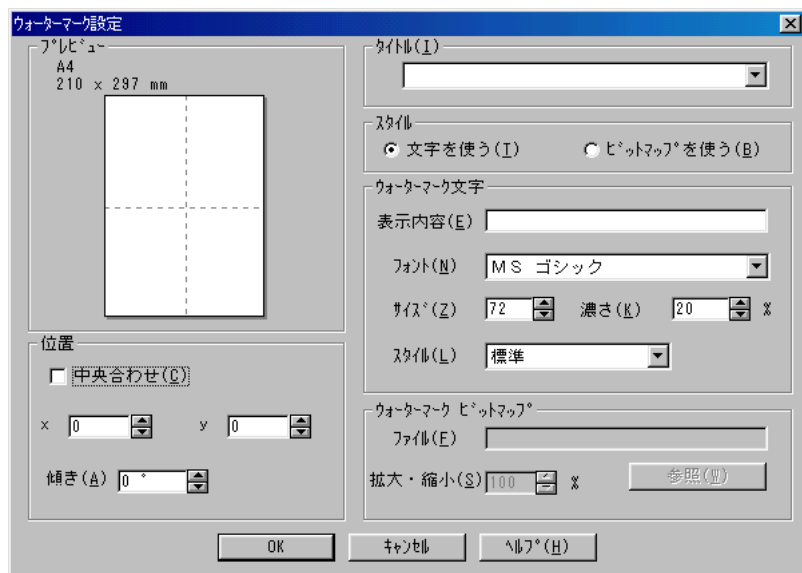 ウォーターマーク設定
プレビュー
A4
210 x 297 mm
位置
中央合わせ(C)
x 0 y 0
傾き(A) 0 °
タイトル(I)
スタイル
文字を使う(T) ビットマップを使う(B)
ウォーターマーク文字
表示内容(E)
フォント(N) MS ゴシック
サイズ(Z) 72 濃さ(K) 20 %
スタイル(L) 標準
ウォーターマーク ビットマップ
ファイル(F)
拡大・縮小(S) 100 % 参照(W)
OK キャンセル ヘルプ(H)